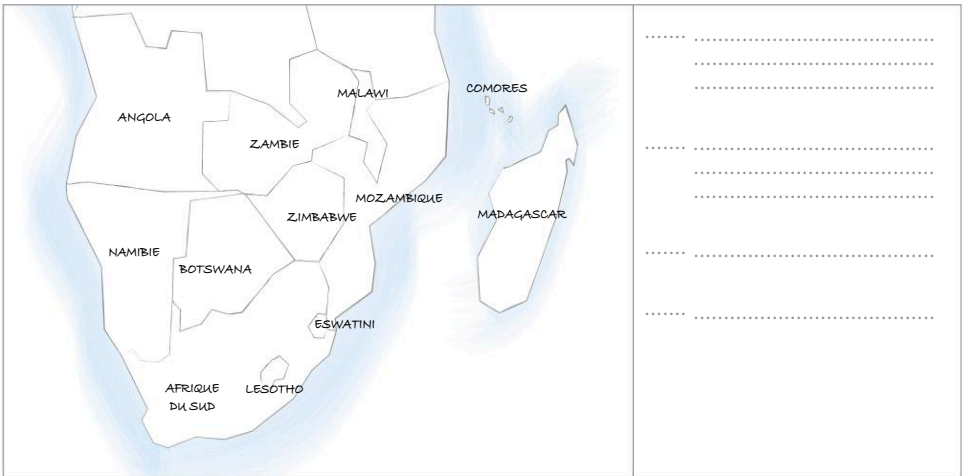 COMORES
MALAWI
ANGOLA
ZAMBIE
MOZAMBIQUE
MADAGASCAR
ZIMBABWE
NAMIBIE
BOTSWANA
ESWATINI
AFRIQUE
DU SUD
LESOTHO